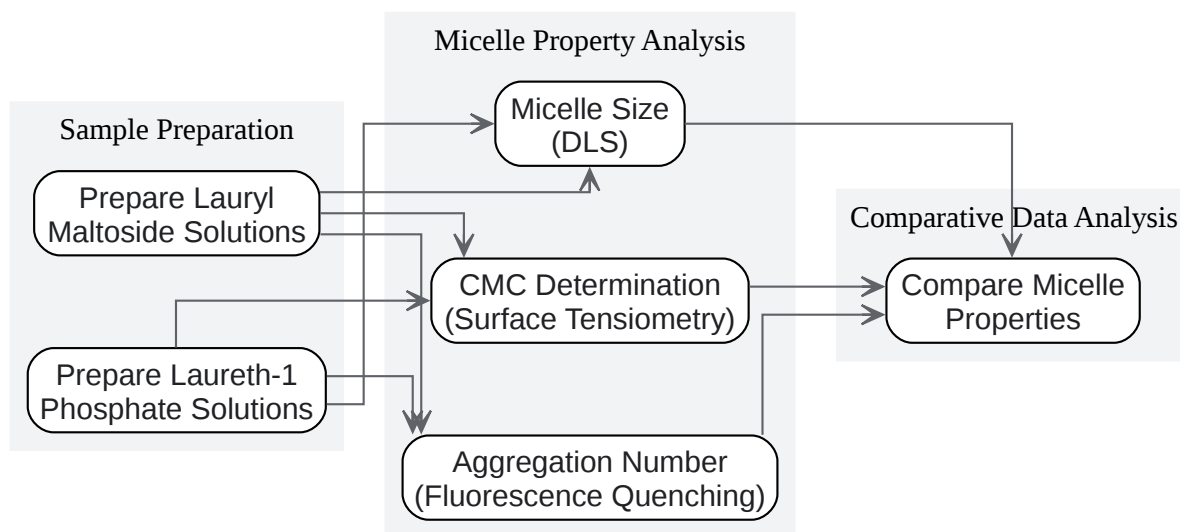 Sample Preparation
Prepare Lauryl
Maltoside Solutions
Prepare Laureth-1
Phosphate Solutions
Micelle Property Analysis
Micelle Size
(DLS)
CMC Determination
(Surface Tensiometry)
Aggregation Number
(Fluorescence Quenching)
Comparative Data Analysis
Compare Micelle
Properties